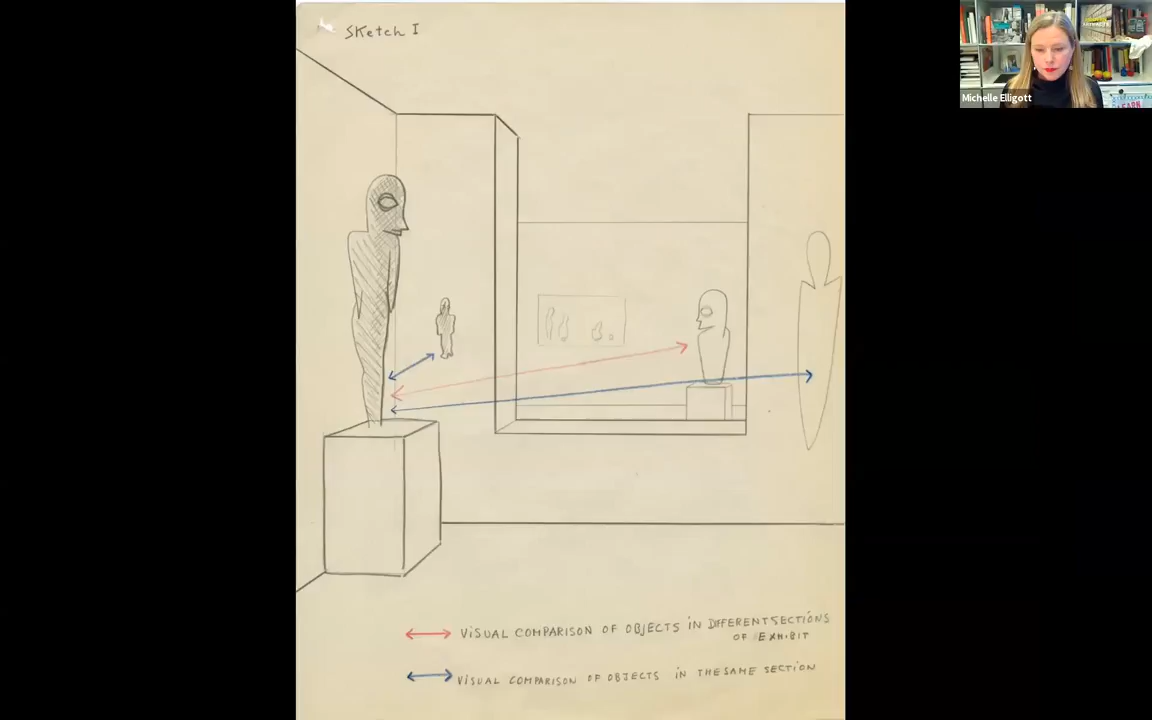 Sketch I
VISUAL COMPARISON OF OBJECTS IN DIFFERENT SECTIONS
OF EXHIBIT
VISUAL COMPARISON OF OBJECTS IN THE SAME SECTION
Michelle Elligott
LEARN